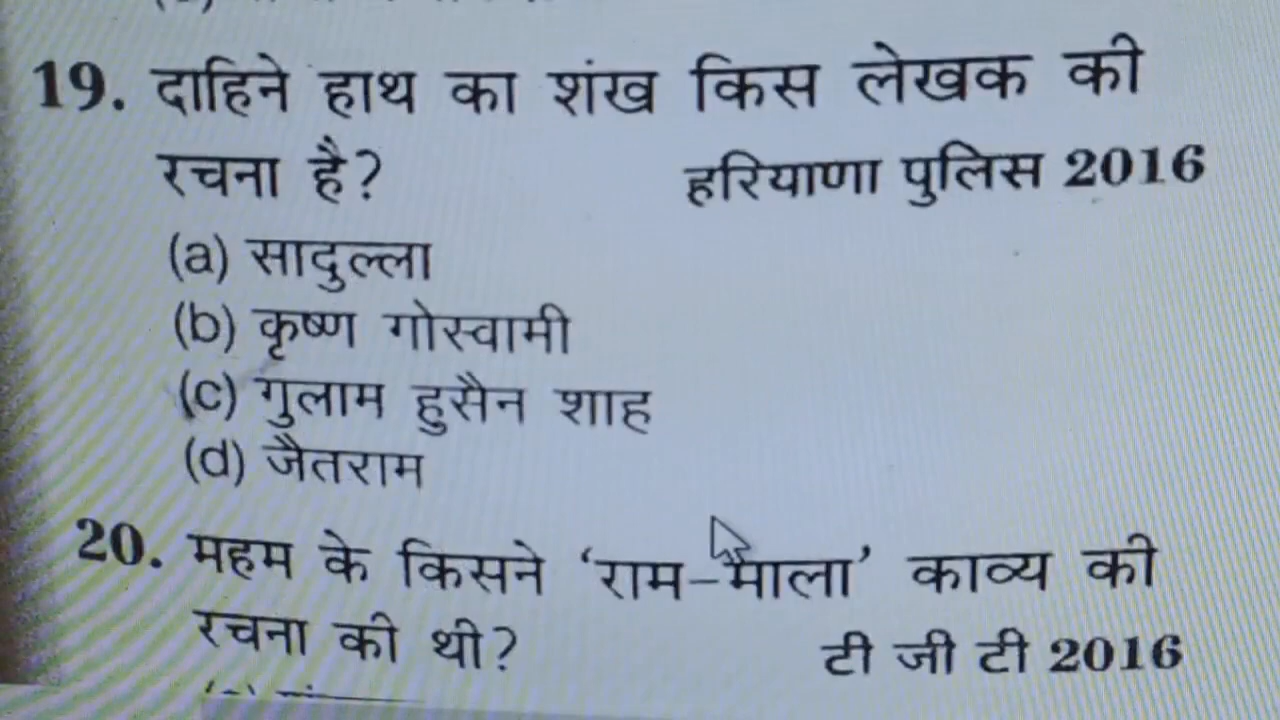 19. दाहिने हाथ का शंख किस लेखक की
रचना है? हरियाणा पुलिस 2016
(a) सादुल्ला
(b) कृष्ण गोस्वामी
(c) गुलाम हुसैन शाह
(d) जैतराम
20. महम के किसने ‘राम-माला’ काव्य की
रचना की थी? टी जी टी 2016